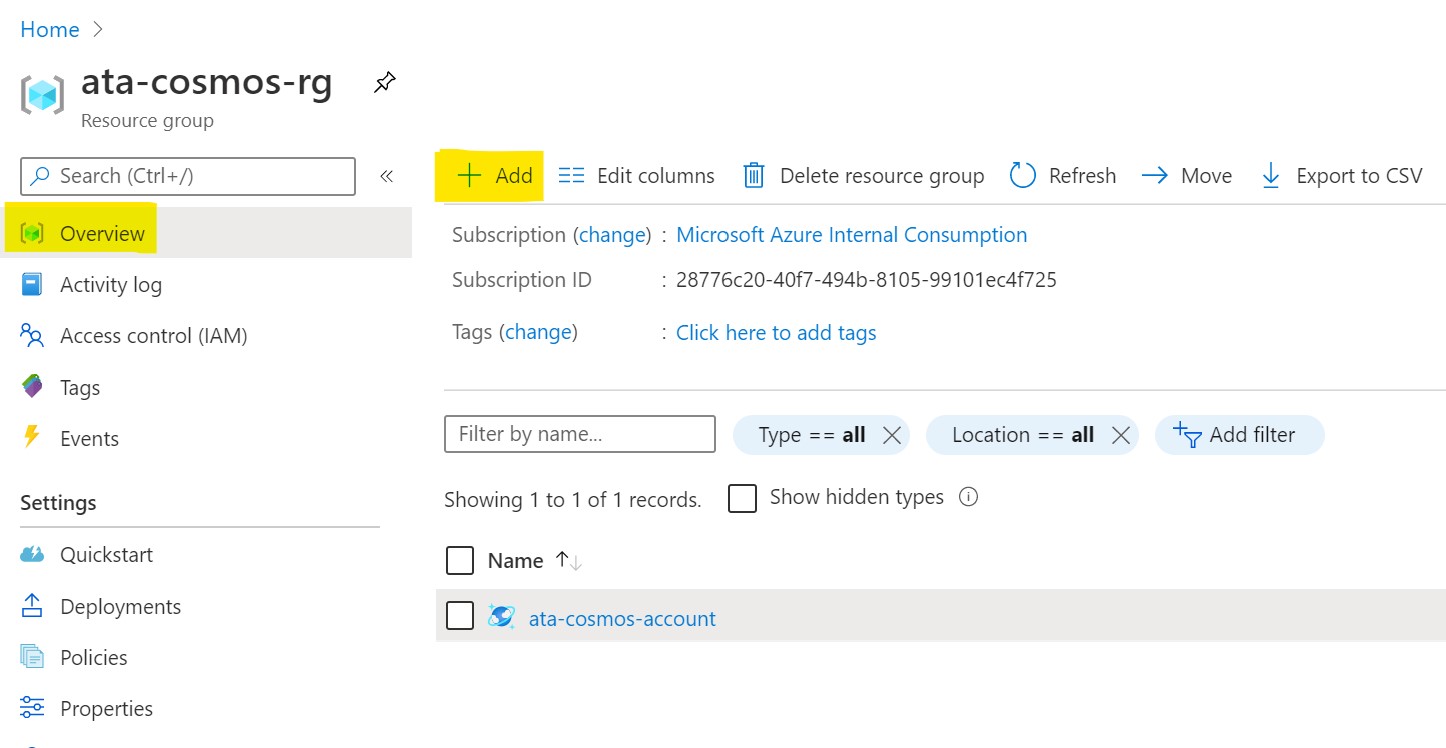 Home
ata-cosmos-rg
Resource group
Search (Ctrl+/)
«
Overview
Activity log
Access control (IAM)
Tags
Events
Settings
Quickstart
Deployments
Policies
Properties
Add Edit columns Delete resource group Refresh Move Export to CSV
Subscription (change) : Microsoft Azure Internal Consumption
Subscription ID : 28776c20-40f7-494b-8105-99101ec4f725
Tags (change) : Click here to add tags
Filter by name... Type == all Location == all Add filter
Showing 1 to 1 of 1 records. Show hidden types
Name ↑↓
ata-cosmos-account